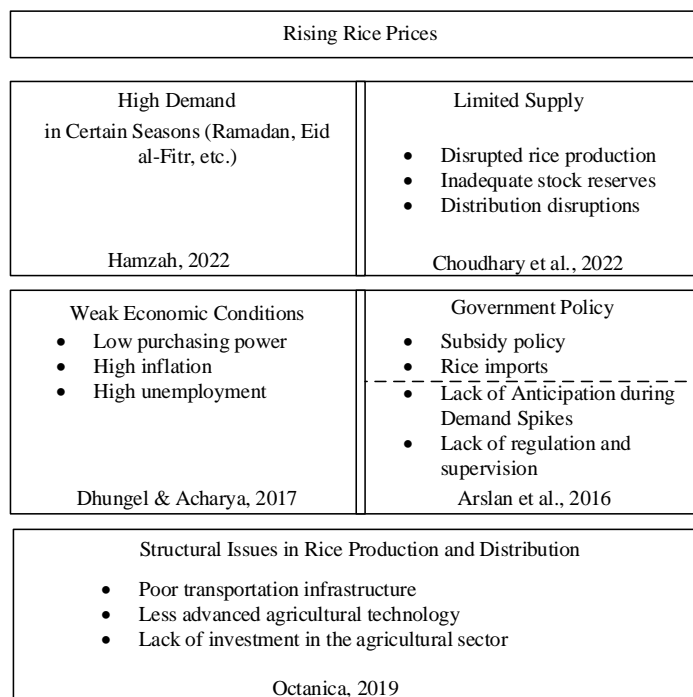 Rising Rice Prices
High Demand
in Certain Seasons (Ramadan, Eid
al-Fitr, etc.)
Hamzah, 2022
Limited Supply
• Disrupted rice production
• Inadequate stock reserves
• Distribution disruptions
Choudhary et al., 2022
Weak Economic Conditions
• Low purchasing power
• High inflation
• High unemployment
Dhungel & Acharya, 2017
Government Policy
• Subsidy policy
• Rice imports
• Lack of Anticipation during
Demand Spikes
• Lack of regulation and
supervision
Arslan et al., 2016
Structural Issues in Rice Production and Distribution
• Poor transportation infrastructure
• Less advanced agricultural technology
• Lack of investment in the agricultural sector
Octanica, 2019